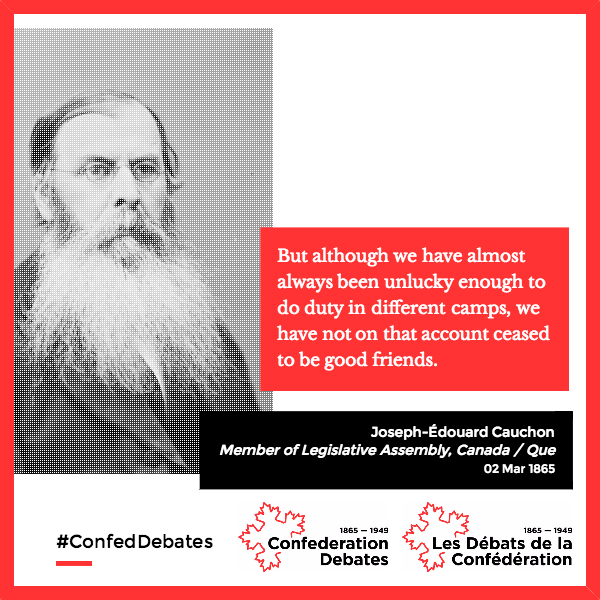 But although we have almost
always been unlucky enough to
do duty in different camps, we
have not on that account ceased
to be good friends.
Joseph-Édouard Cauchon
Member of Legislative Assembly, Canada / Que
02 Mar 1865
#ConfedDebates
1865 — 1949
Confederation
Debates
1865 — 1949
Les Débats de la
Confédération